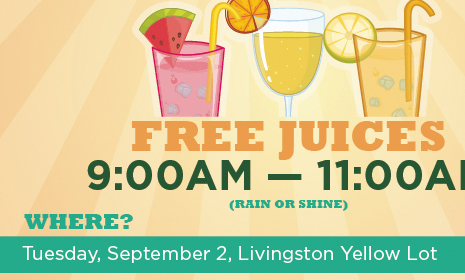 FREE JUICES
9:00AM — 11:00A
(RAIN OR SHINE)
WHERE?
Tuesday, September 2, Livingston Yellow Lot